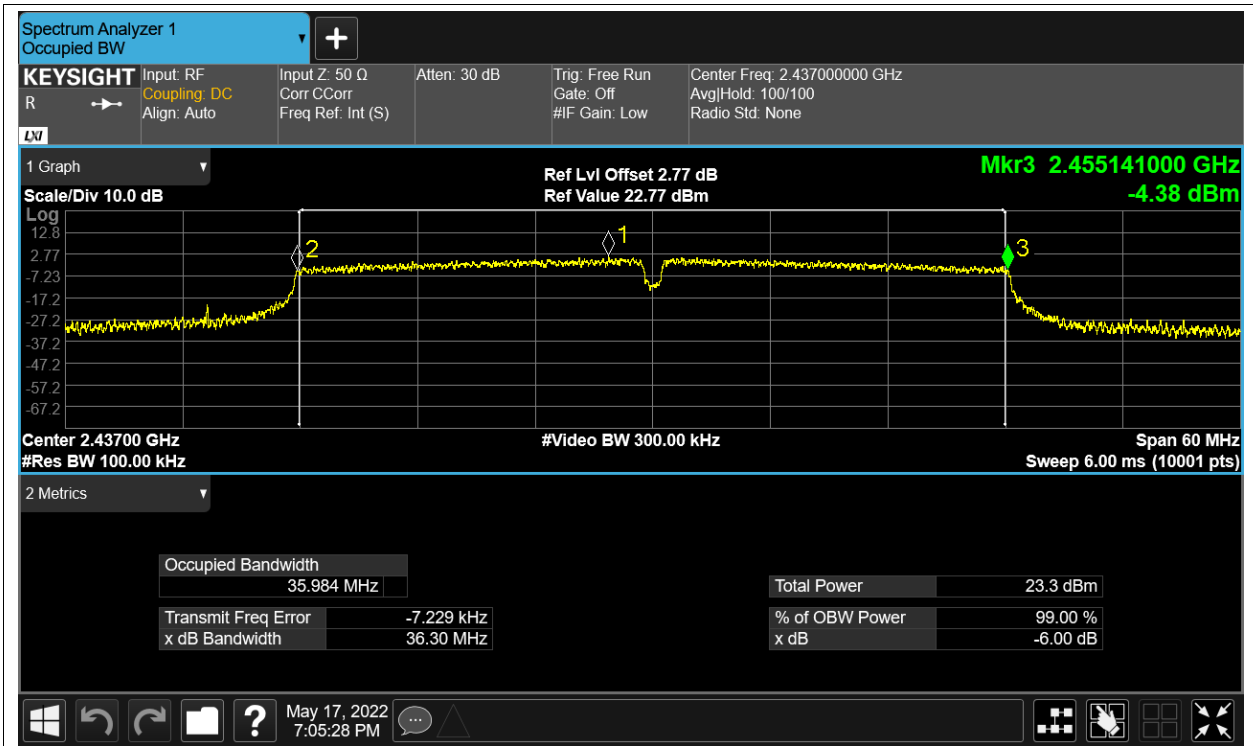 Spectrum Analyzer 1
Occupied BW
KEYSIGHT
R
LXI
Input: RF
Coupling: DC
Align: Auto
Input Z: 50 Ω
Corr CCorr
Freq Ref: Int (S)
Atten: 30 dB
Trig: Free Run
Gate: Off
#IF Gain: Low
Center Freq: 2.437000000 GHz
Avg|Hold: 100/100
Radio Std: None
1 Graph
Scale/Div 10.0 dB
Ref Lvl Offset 2.77 dB
Ref Value 22.77 dBm
Mkr3 2.455141000 GHz
-4.38 dBm
Log
12.8
2.77
-7.23
-17.2
-27.2
-37.2
-47.2
-57.2
-67.2
2
1
3
Center 2.43700 GHz
#Res BW 100.00 kHz
#Video BW 300.00 kHz
Span 60 MHz
Sweep 6.00 ms (10001 pts)
2 Metrics
Occupied Bandwidth
35.984 MHz
Transmit Freq Error -7.229 kHz
x dB Bandwidth 36.30 MHz
Total Power 23.3 dBm
% of OBW Power 99.00 %
x dB -6.00 dB
?
May 17, 2022
7:05:28 PM